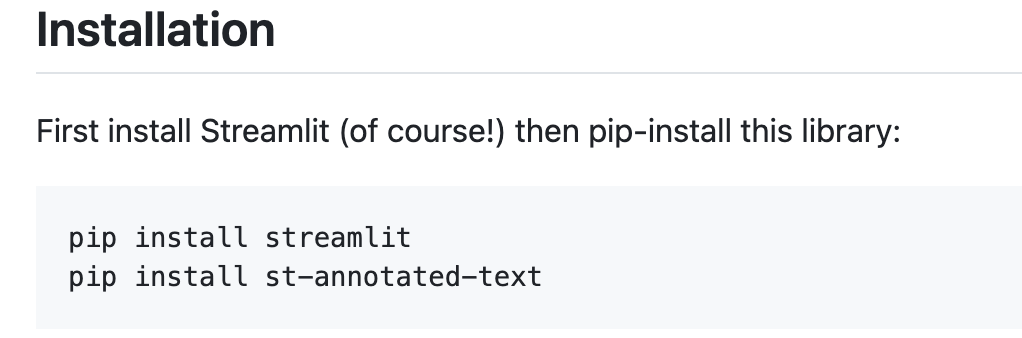 Installation
First install Streamlit (of course!) then pip-install this library:
pip install streamlit
pip install st-annotated-text